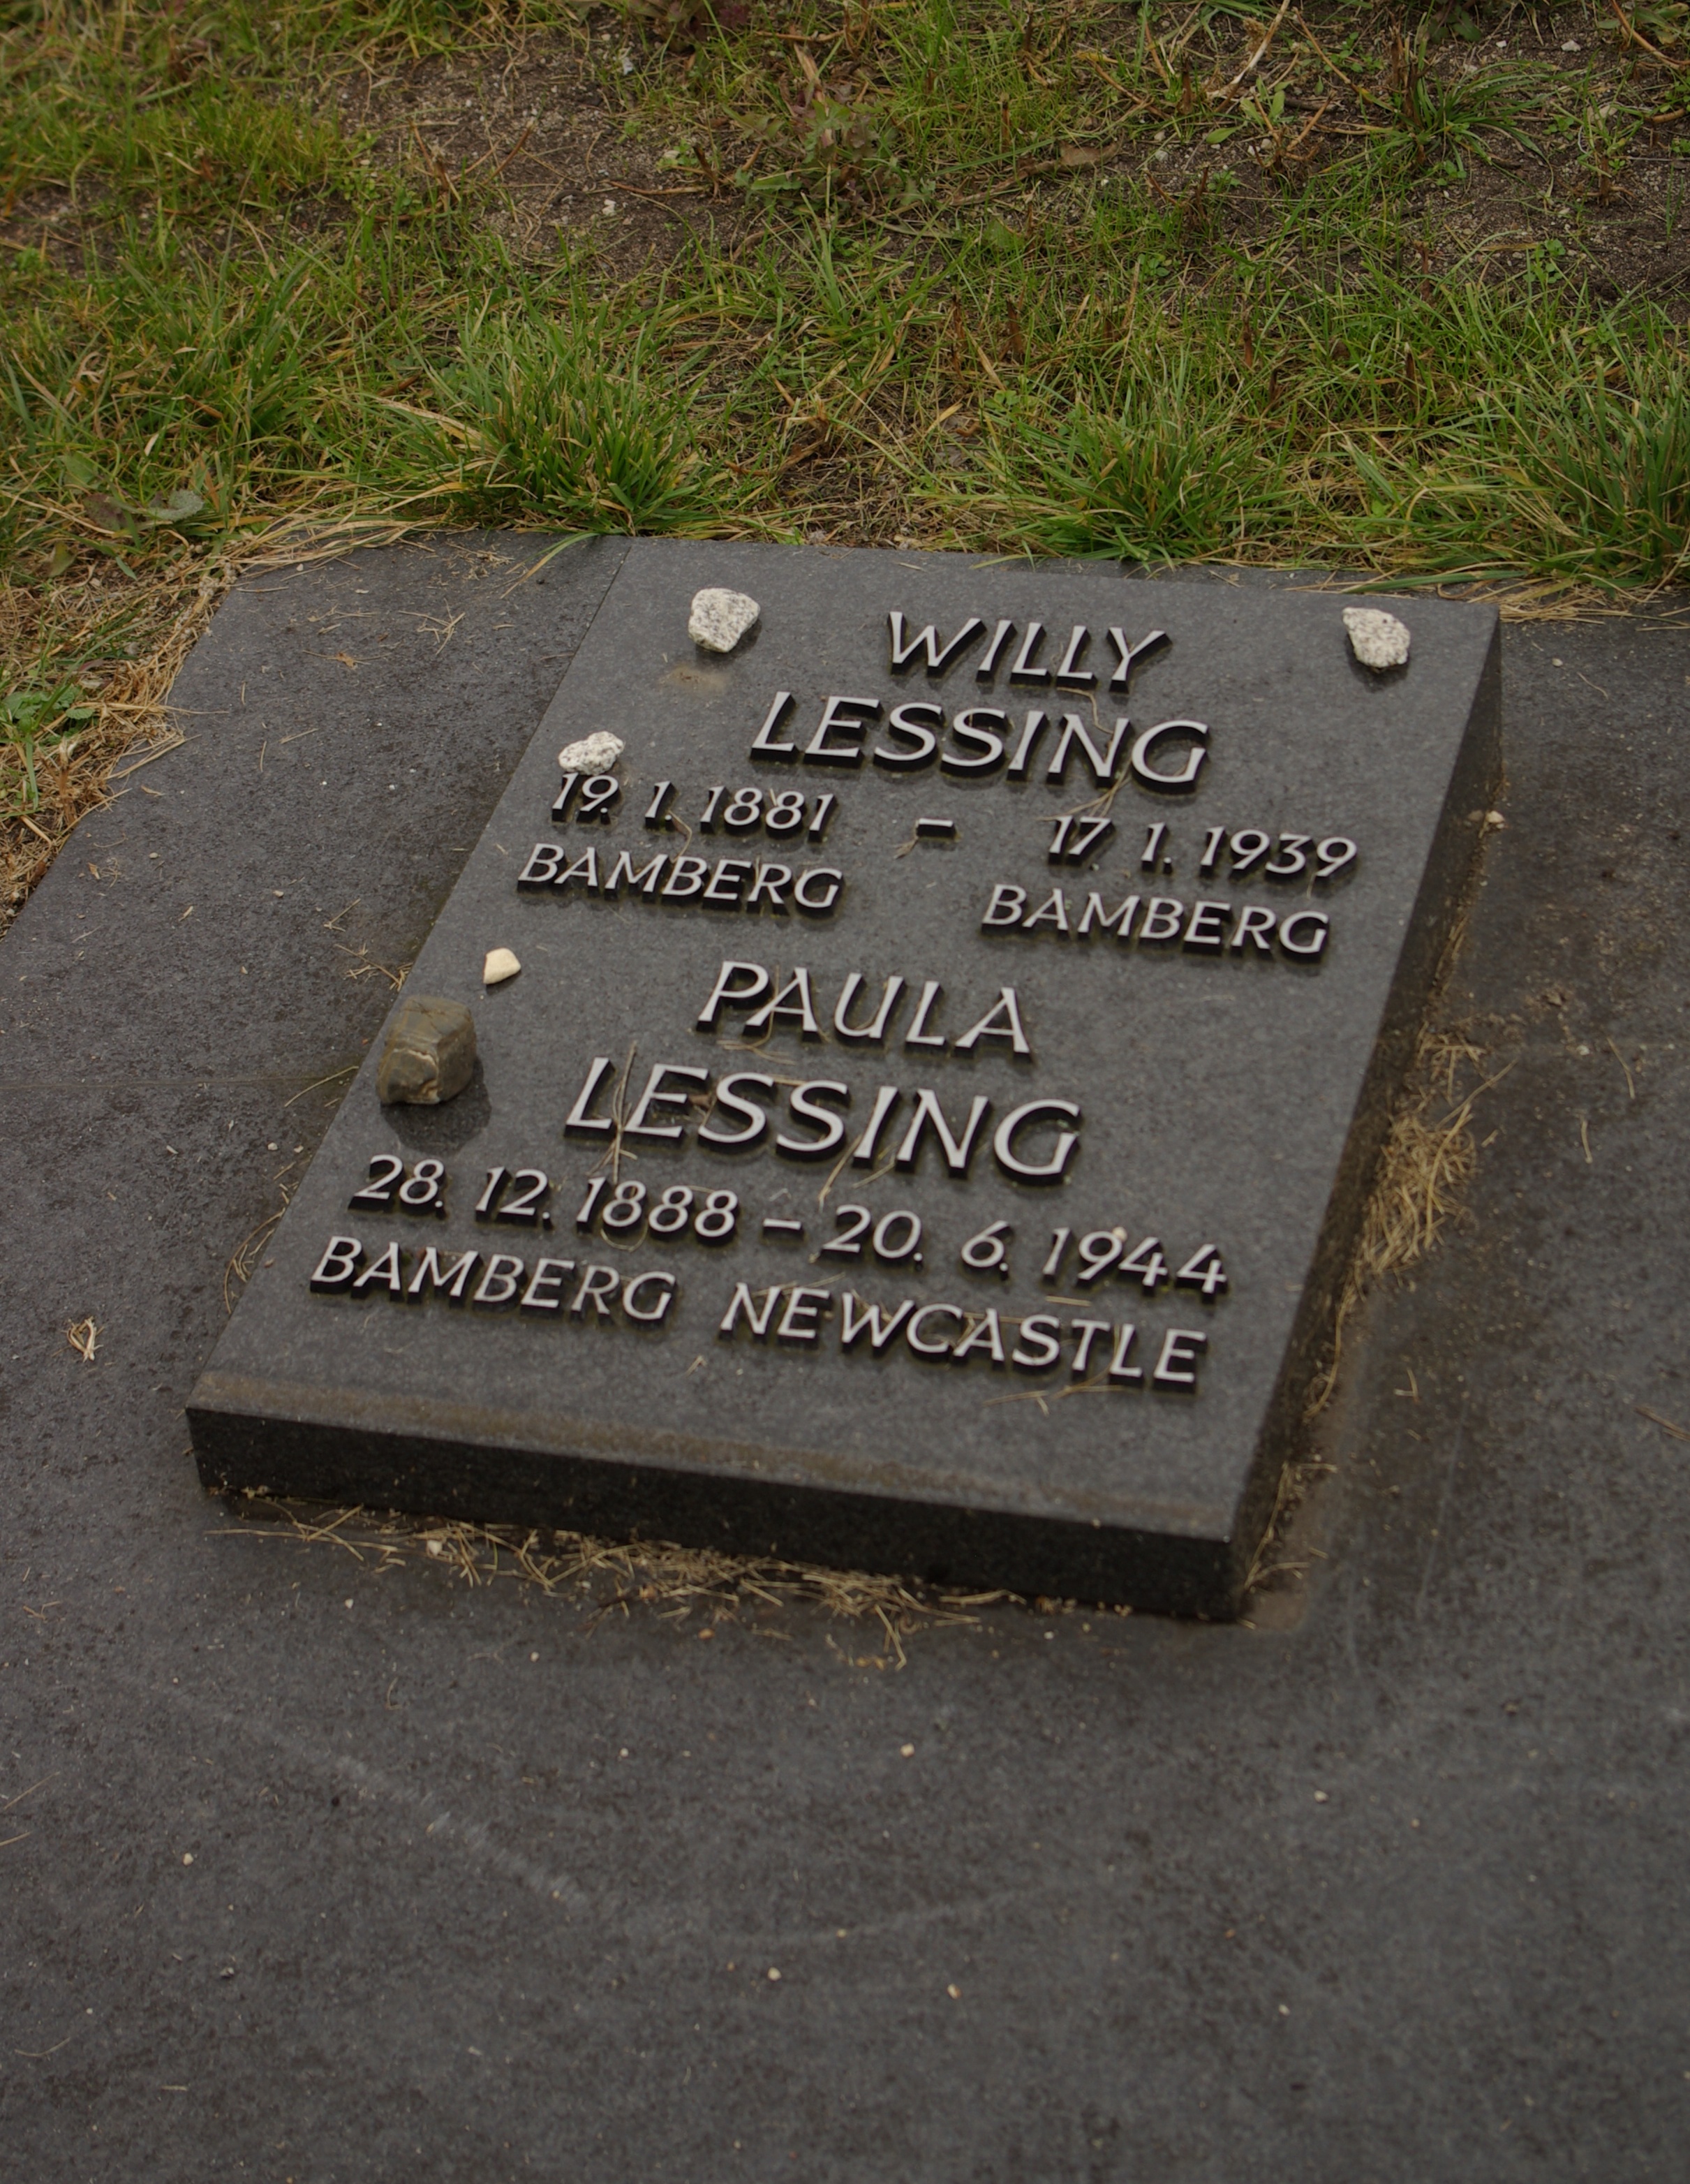 WILLY
LESSING
19. 1. 1881 – 17. 1. 1939
BAMBERG BAMBERG
PAULA
LESSING
28. 12. 1888 – 20. 6. 1944
BAMBERG NEWCASTLE